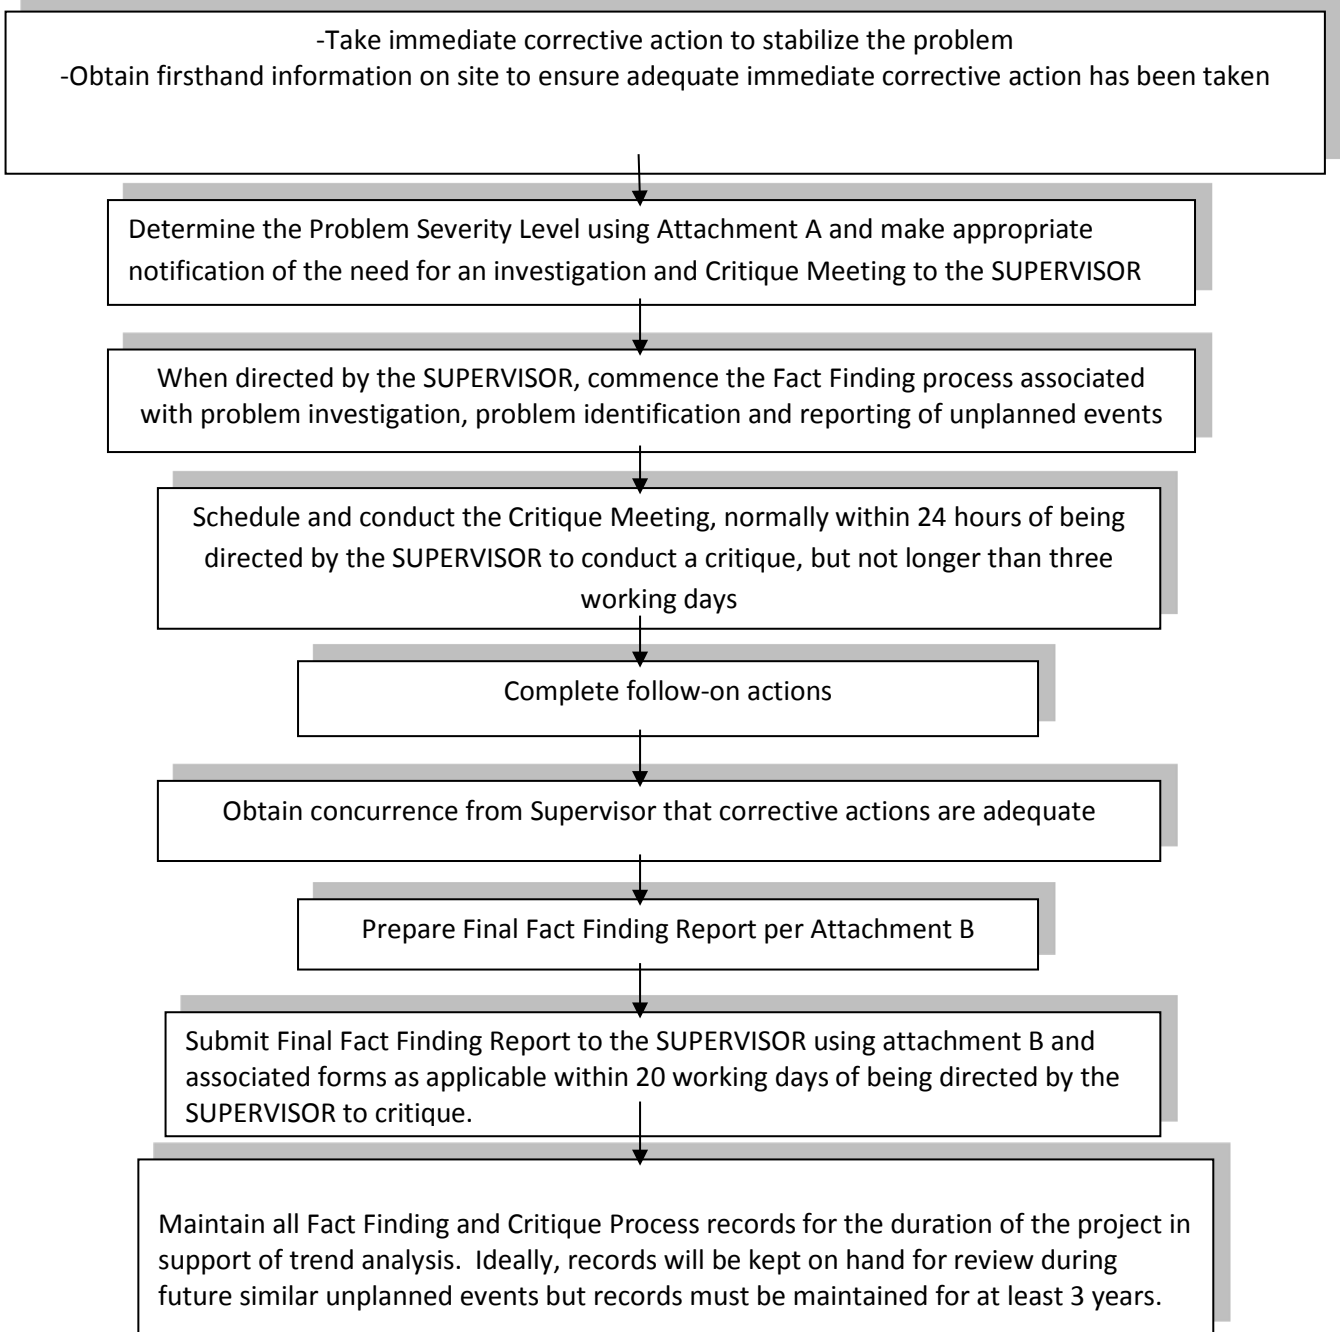 -Take immediate corrective action to stabilize the problem
-Obtain firsthand information on site to ensure adequate immediate corrective action has been taken
Determine the Problem Severity Level using Attachment A and make appropriate
notification of the need for an investigation and Critique Meeting to the SUPERVISOR
When directed by the SUPERVISOR, commence the Fact Finding process associated
with problem investigation, problem identification and reporting of unplanned events
Schedule and conduct the Critique Meeting, normally within 24 hours of being
directed by the SUPERVISOR to conduct a critique, but not longer than three
working days
Complete follow-on actions
Obtain concurrence from Supervisor that corrective actions are adequate
Prepare Final Fact Finding Report per Attachment B
Submit Final Fact Finding Report to the SUPERVISOR using attachment B and
associated forms as applicable within 20 working days of being directed by the
SUPERVISOR to critique.
Maintain all Fact Finding and Critique Process records for the duration of the project in
support of trend analysis.  Ideally, records will be kept on hand for review during
future similar unplanned events but records must be maintained for at least 3 years.